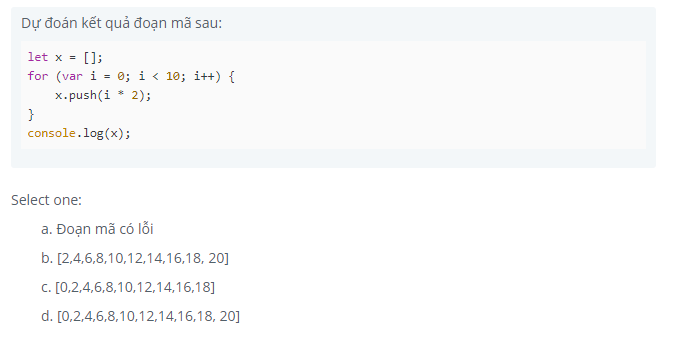 Dự đoán kết quả đoạn mã sau:
let x = [];
for (var i = 0; i < 10; i++) {
    x.push(i * 2);
}
console.log(x);
Select one:
a. Đoạn mã có lỗi
b. [2,4,6,8,10,12,14,16,18, 20]
c. [0,2,4,6,8,10,12,14,16,18]
d. [0,2,4,6,8,10,12,14,16,18, 20]